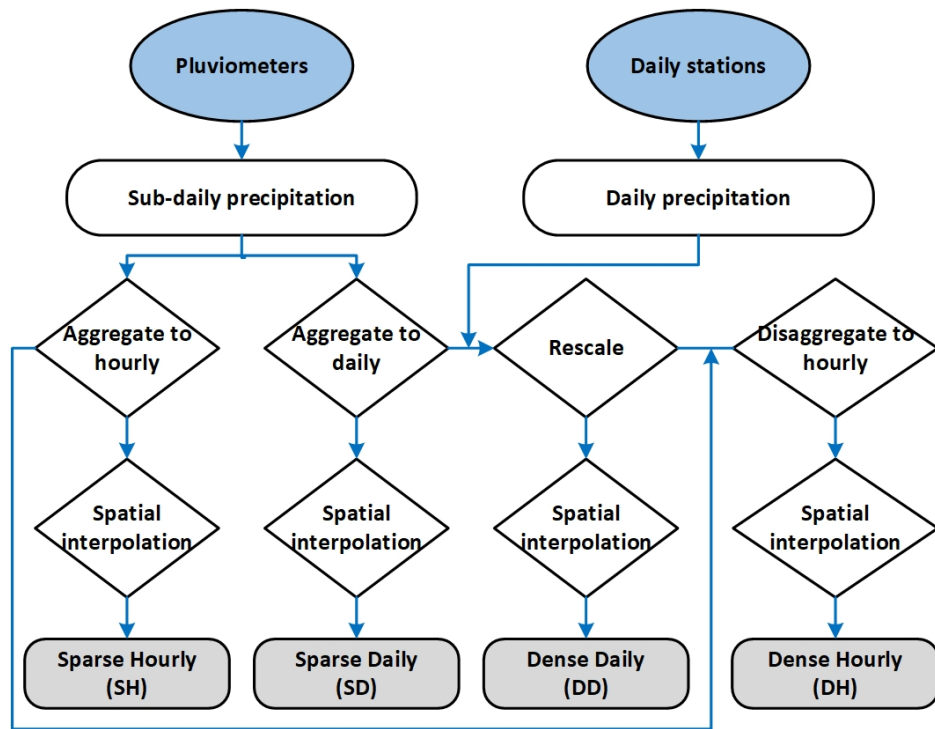 Pluviometers
Daily stations
Sub-daily precipitation
Daily precipitation
Aggregate to
hourly
Aggregate to
daily
Rescale
Disaggregate to
hourly
Spatial
interpolation
Spatial
interpolation
Spatial
interpolation
Spatial
interpolation
Sparse Hourly
(SH)
Sparse Daily
(SD)
Dense Daily
(DD)
Dense Hourly
(DH)